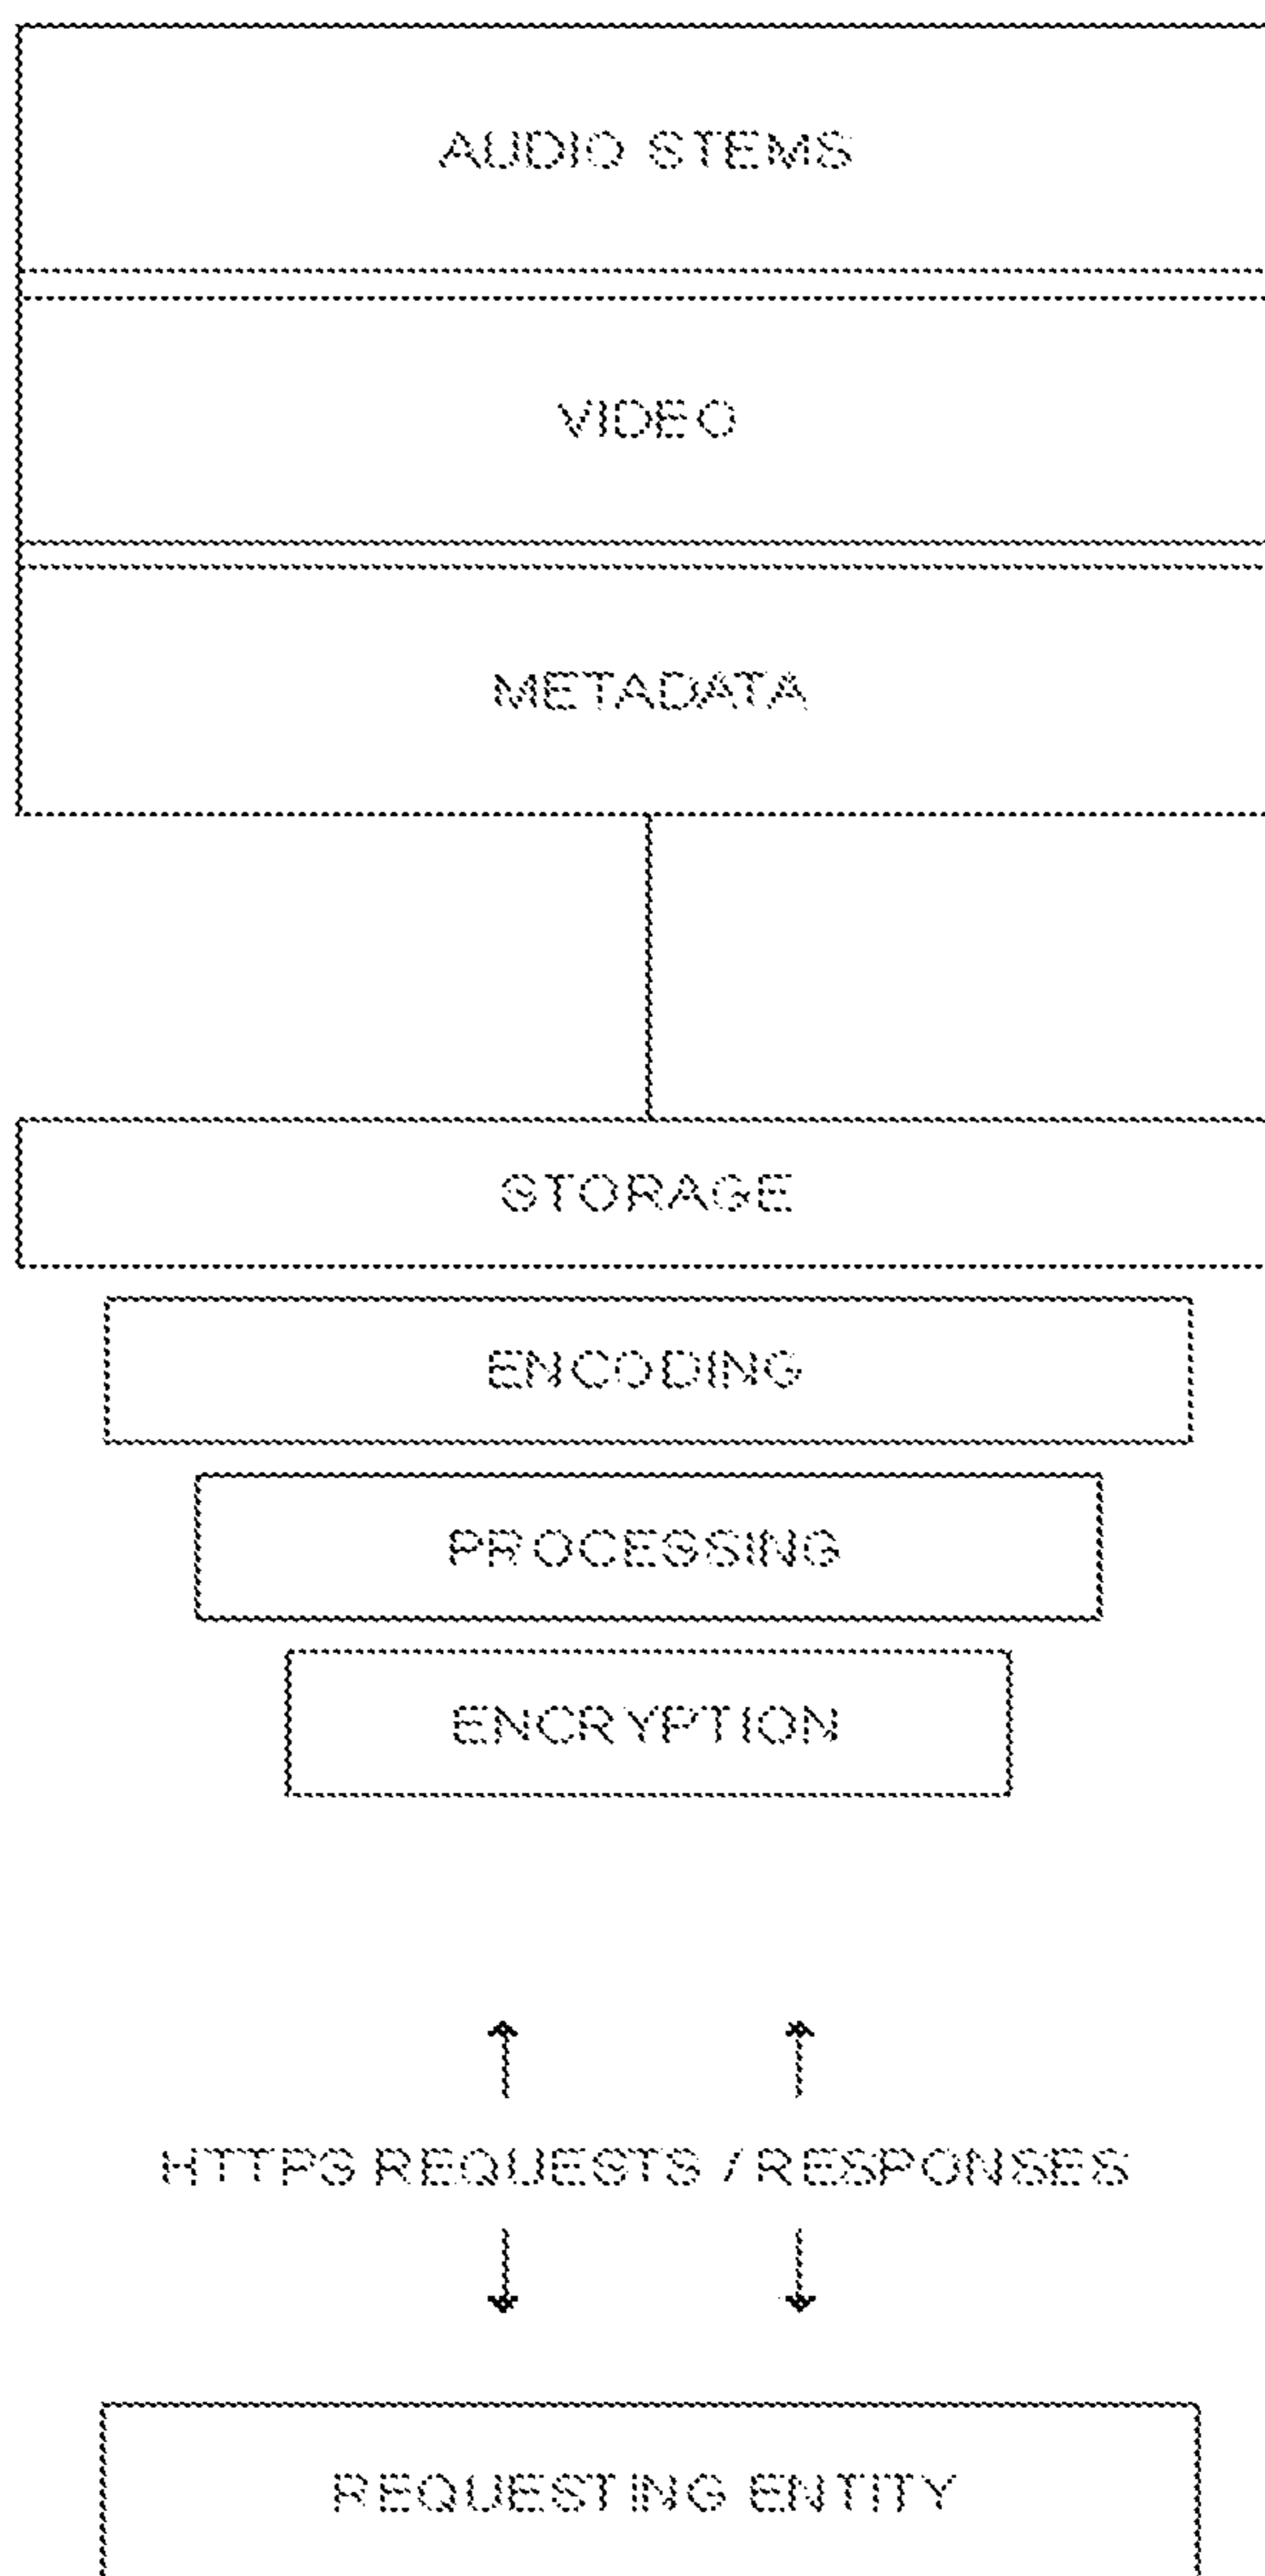 AUDIO STEMS
VIDEO
METADATA
STORAGE
ENCODING
PROCESSING
ENCRYPTION
HTTPS REQUESTS / RESPONSES
REQUESTING ENTITY